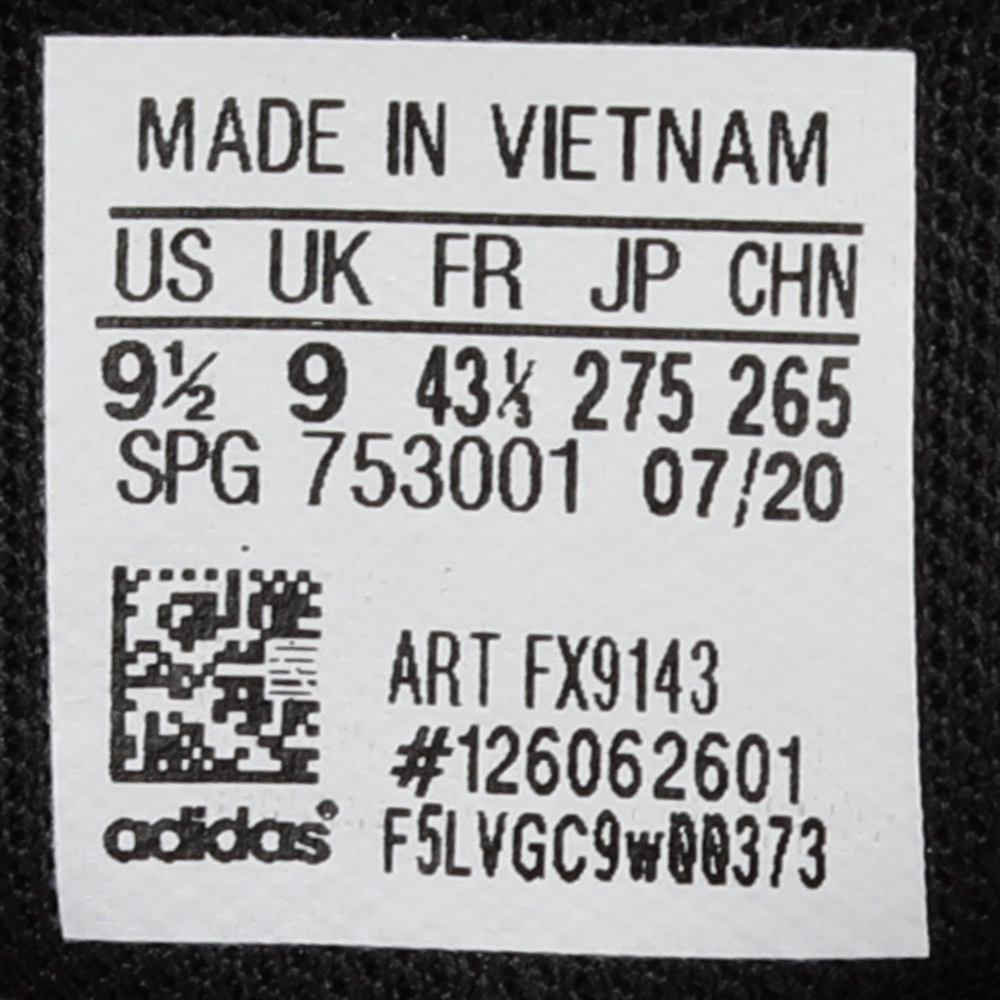 MADE IN VIETNAM
US UK FR JP CHN
9½ 9 43⅓ 275 265
SPG 753001 07/20
ART FX9143
#126062601
adidas®
F5LVGC9w00373